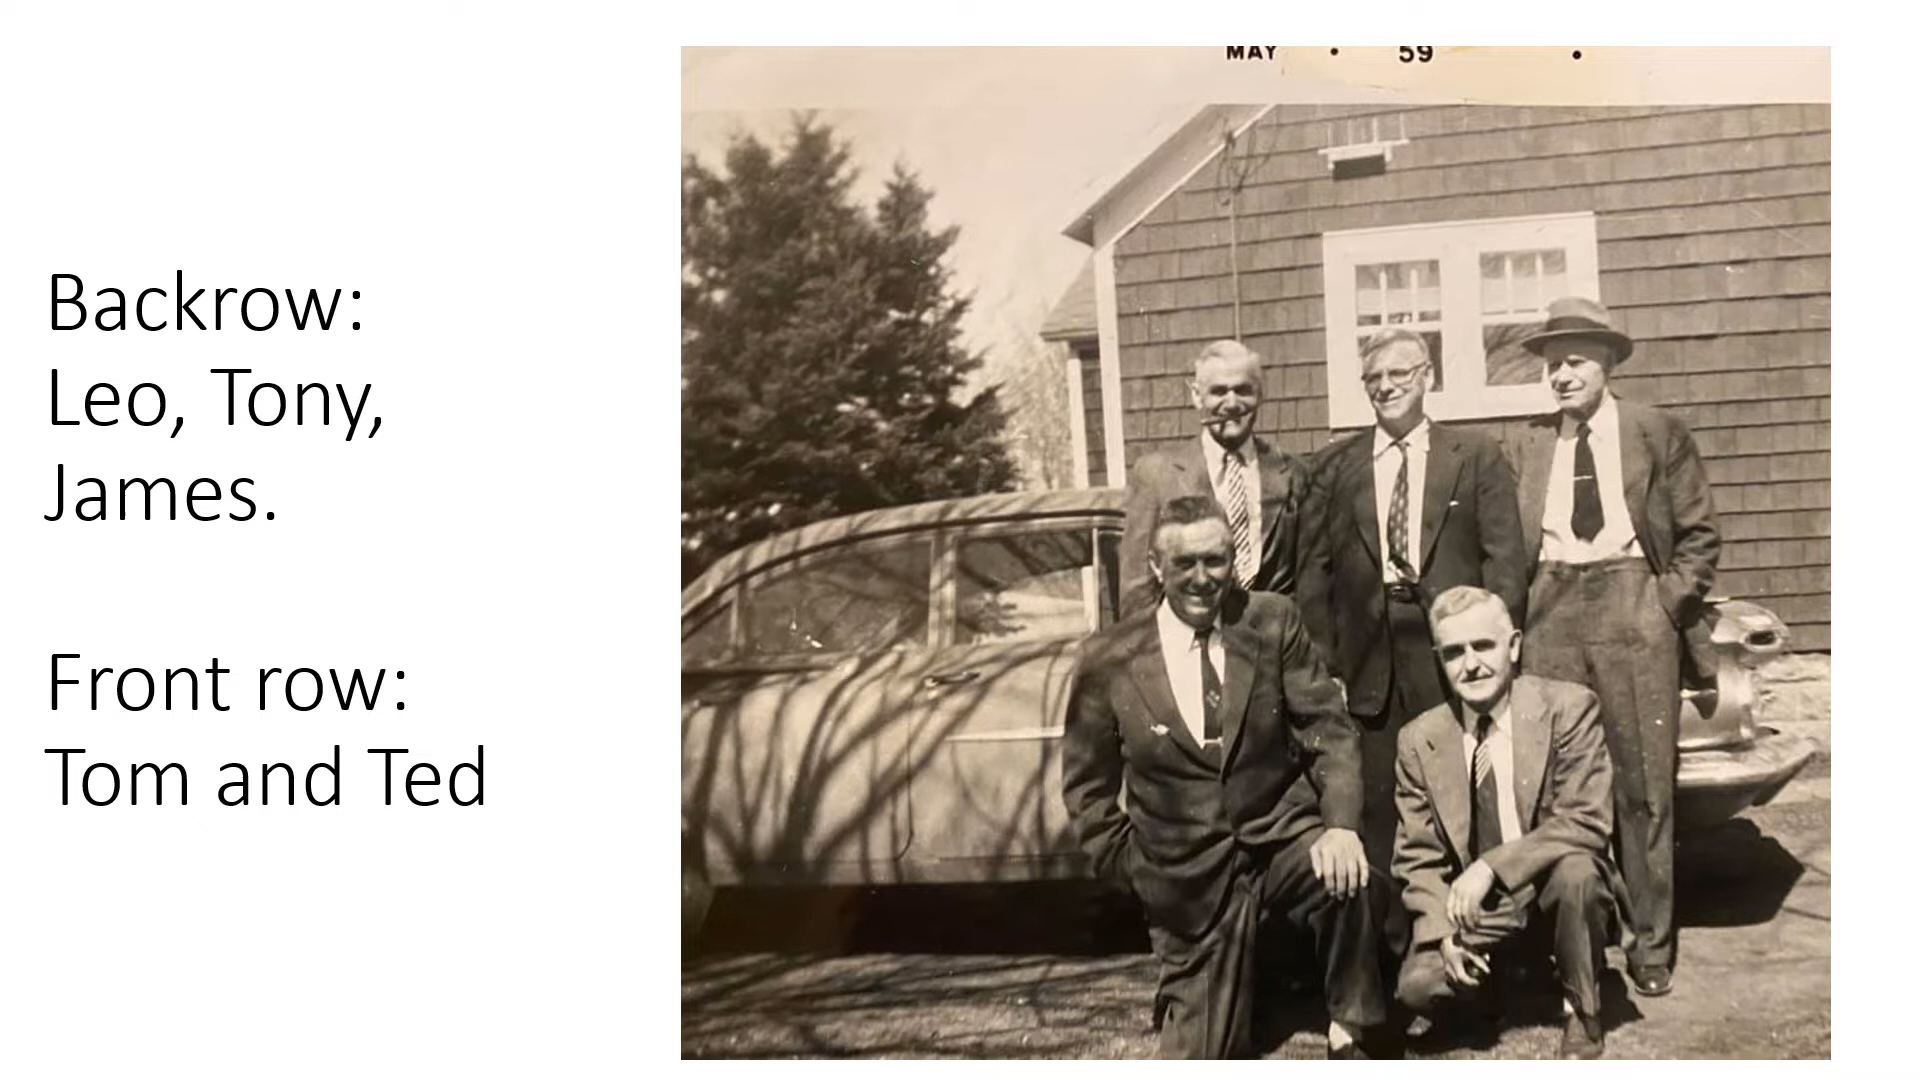 Backrow:
Leo, Tony,
James.
Front row:
Tom and Ted
MAY • 59 •